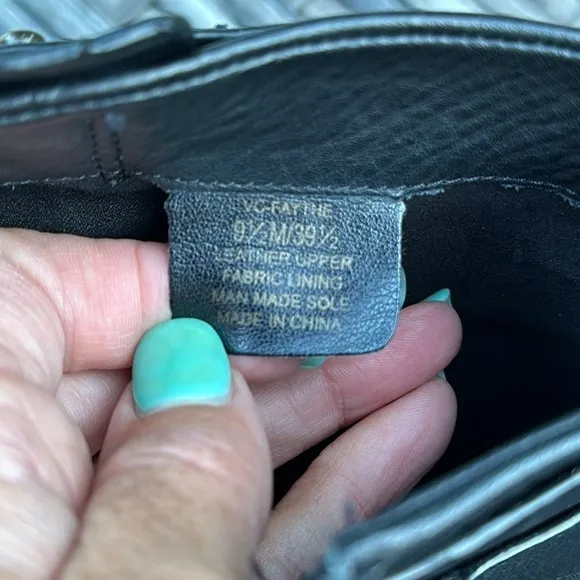 VC-FAYTHE
9½M/39½
LEATHER UPPER
FABRIC LINING
MAN MADE SOLE
MADE IN CHINA